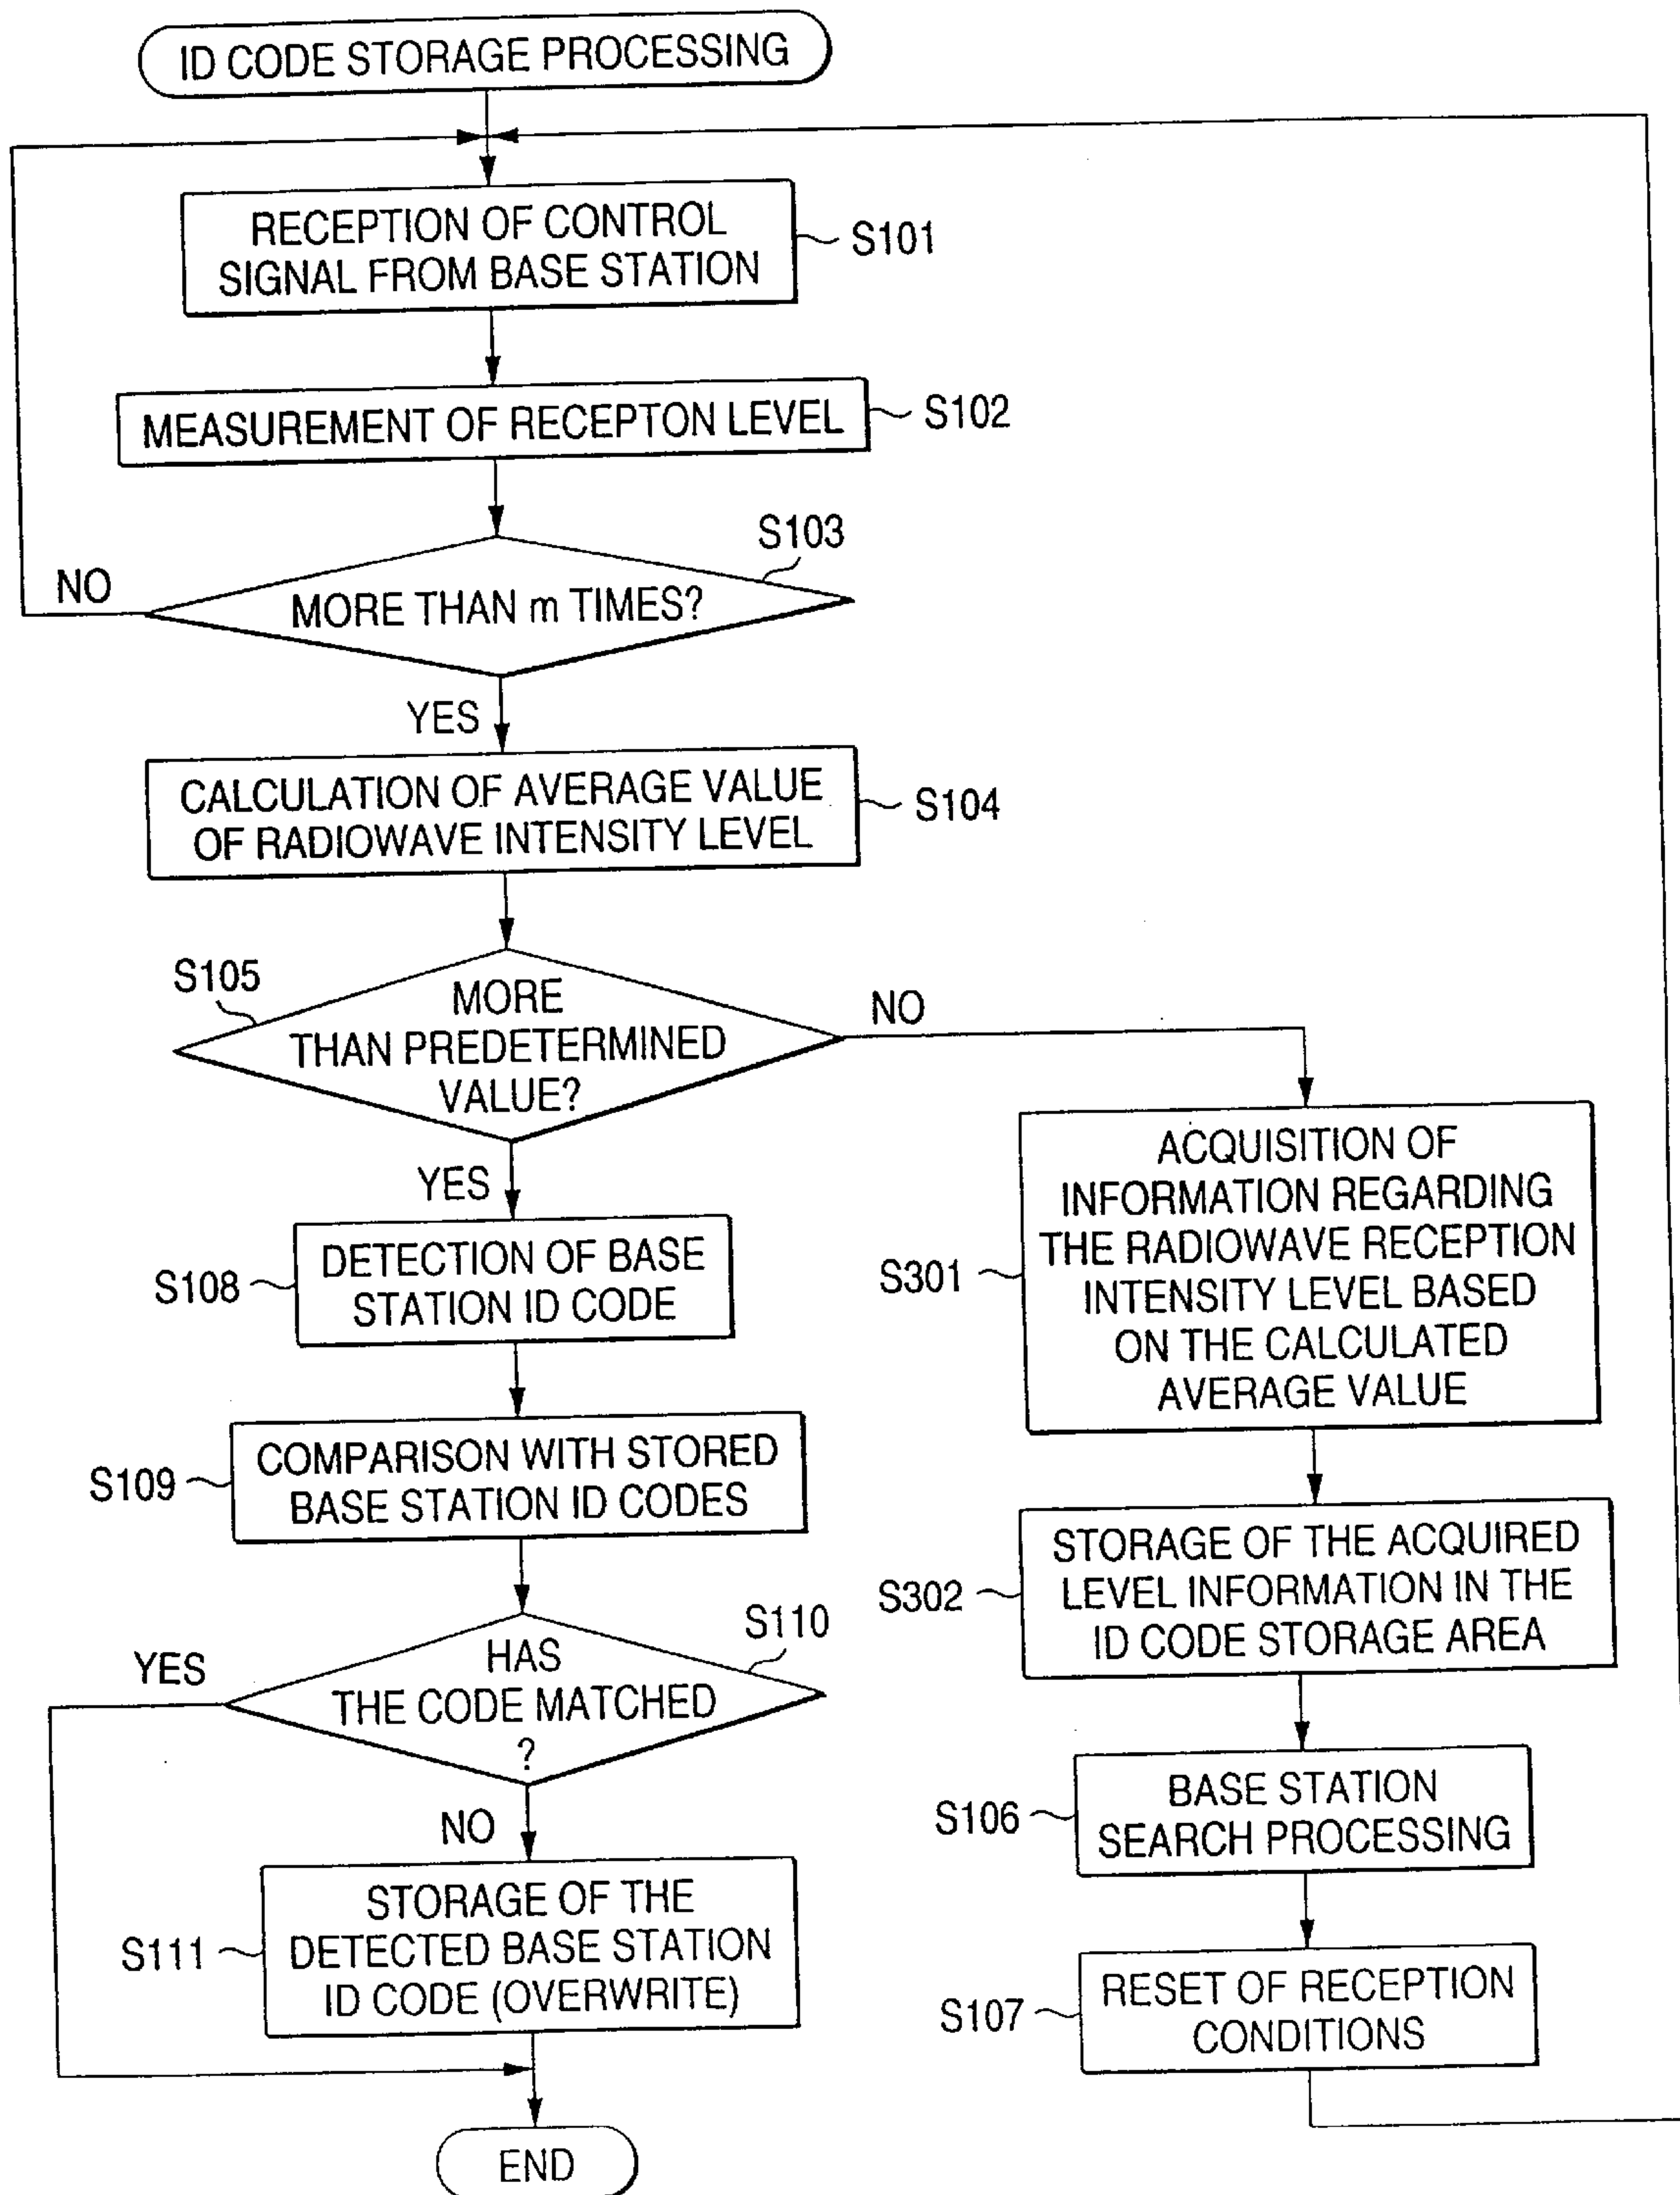 ID CODE STORAGE PROCESSING
RECEPTION OF CONTROL
SIGNAL FROM BASE STATION
S101
MEASUREMENT OF RECEPTON LEVEL
S102
S103
MORE THAN m TIMES?
NO
YES
CALCULATION OF AVERAGE VALUE
OF RADIOWAVE INTENSITY LEVEL
S104
S105
MORE
THAN PREDETERMINED
VALUE?
NO
YES
DETECTION OF BASE
STATION ID CODE
S108
COMPARISON WITH STORED
BASE STATION ID CODES
S109
S110
HAS
THE CODE MATCHED
?
YES
NO
STORAGE OF THE
DETECTED BASE STATION
ID CODE (OVERWRITE)
S111
END
ACQUISITION OF
INFORMATION REGARDING
THE RADIOWAVE RECEPTION
INTENSITY LEVEL BASED
ON THE CALCULATED
AVERAGE VALUE
S301
STORAGE OF THE ACQUIRED
LEVEL INFORMATION IN THE
ID CODE STORAGE AREA
S302
BASE STATION
SEARCH PROCESSING
S106
RESET OF RECEPTION
CONDITIONS
S107